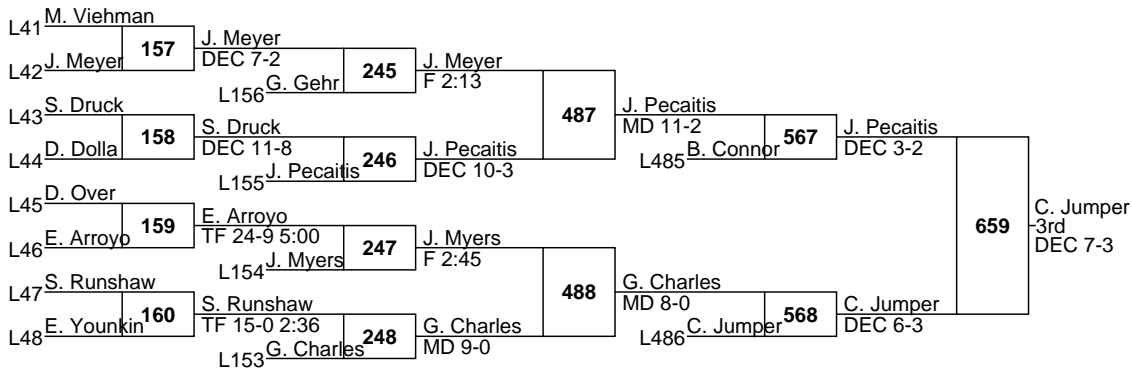 L41 M. Viehman
157
L42 J. Meyer
J. Meyer
DEC 7-2
L156 G. Gehr
245
J. Meyer
F 2:13
L43 S. Druck
158
L44 D. Dolla
S. Druck
DEC 11-8
L155 J. Pecaitis
246
J. Pecaitis
DEC 10-3
487
J. Pecaitis
MD 11-2
L485 B. Connor
567
J. Pecaitis
DEC 3-2
L45 D. Over
159
L46 E. Arroyo
E. Arroyo
TF 24-9 5:00
L154 J. Myers
247
J. Myers
F 2:45
L47 S. Runshaw
160
L48 E. Younkin
S. Runshaw
TF 15-0 2:36
L153 G. Charles
248
G. Charles
MD 9-0
488
G. Charles
MD 8-0
L486 C. Jumper
568
C. Jumper
DEC 6-3
659
C. Jumper
3rd
DEC 7-3